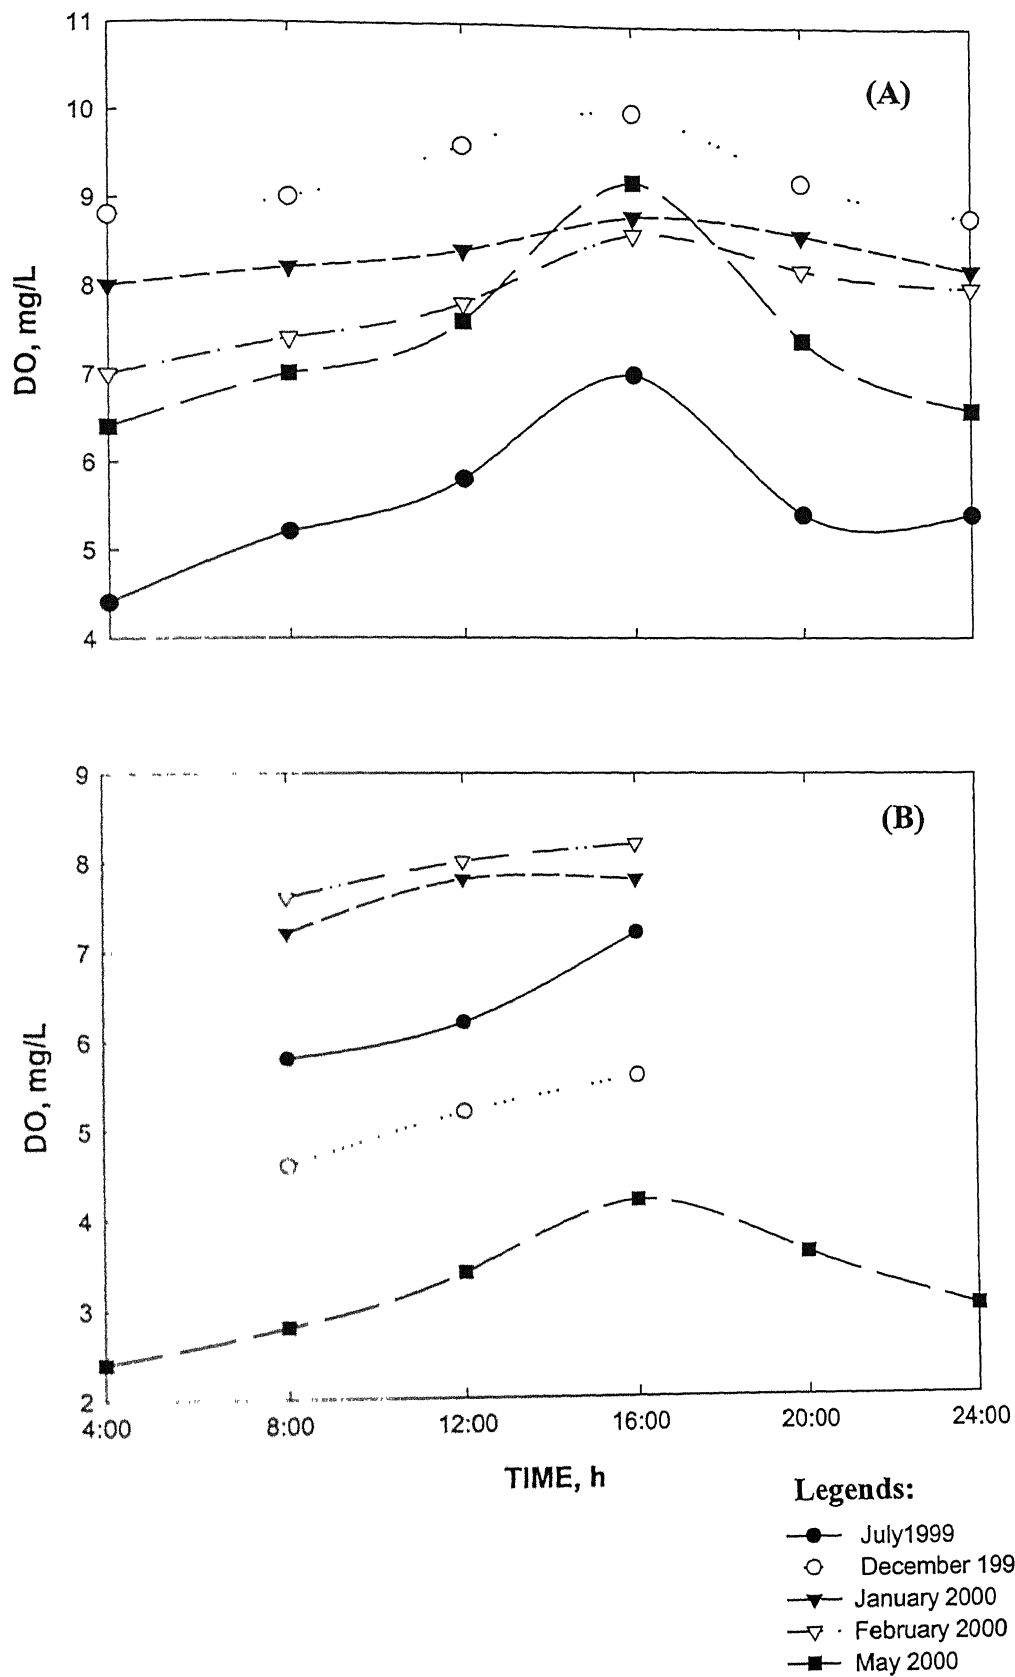 11
10
9
8
7
6
5
4
DO, mg/L
(A)
9
8
7
6
5
4
3
2
DO, mg/L
(B)
4:00 8:00 12:00 16:00 20:00 24:00
TIME, h
Legends:
July1999
December 199
January 2000
February 2000
May 2000